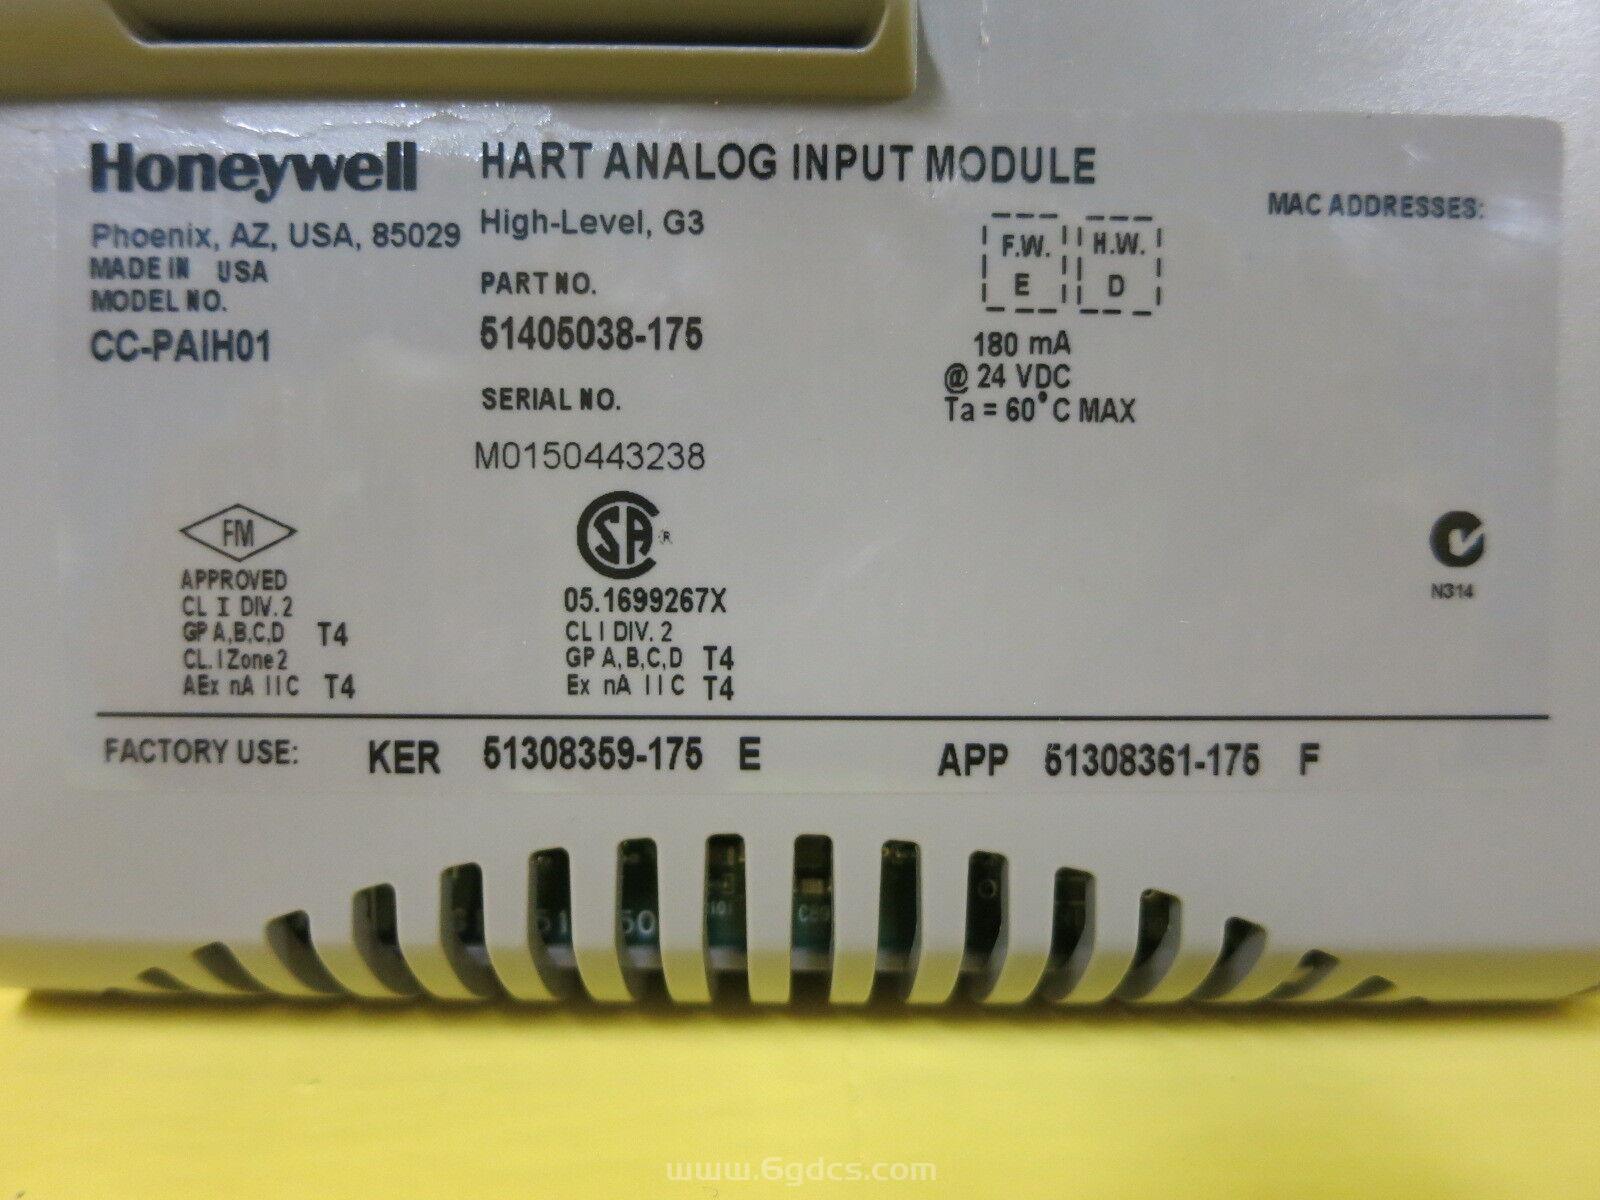 Honeywell
Phoenix, AZ, USA, 85029
MADE IN USA
MODEL NO.
CC-PAIH01
HART ANALOG INPUT MODULE
High-Level, G3
PART NO.
51405038-175
SERIAL NO.
M0150443238
F.W. H.W.
E D
180 mA
@ 24 VDC
Ta = 60°C MAX
MAC ADDRESSES:
FM
APPROVED
CL I DIV. 2
GP A,B,C,D T4
CL. I Zone 2
AEx nA IIC T4
SA R
05.1699267X
CL I DIV. 2
GP A, B,C,D T4
Ex nA IIC T4
N314
FACTORY USE: KER 51308359-175 E APP 51308361-175 F
51 50
www.6gdcs.com